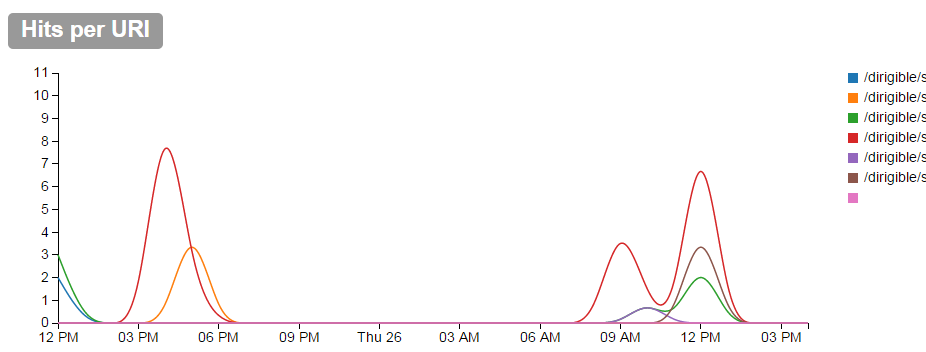 Hits per URI
11
10
9
8
7
6
5
4
3
2
1
0
12 PM 03 PM 06 PM 09 PM Thu 26 03 AM 06 AM 09 AM 12 PM 03 PM
/dirigible/s
/dirigible/s
/dirigible/s
/dirigible/s
/dirigible/s
/dirigible/s